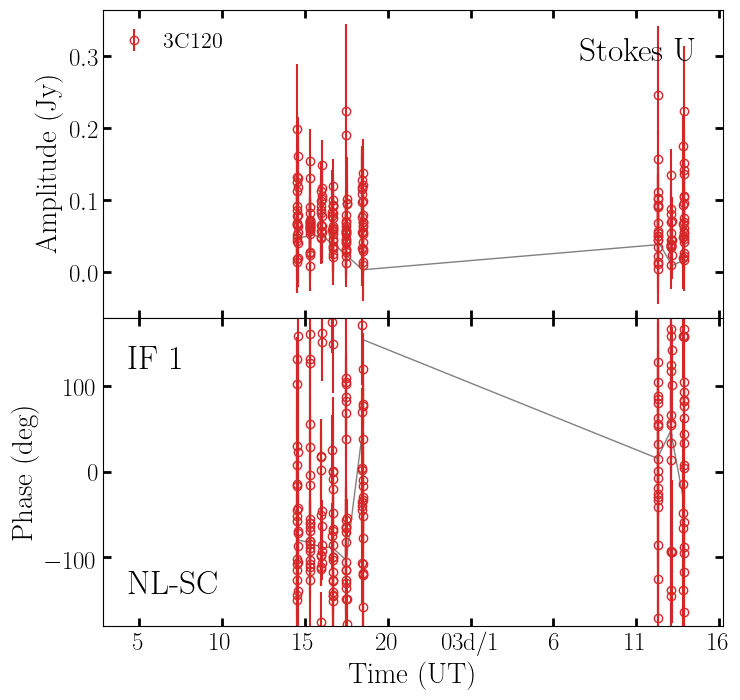 3C120
Stokes U
0.3
0.2
0.1
0.0
Amplitude (Jy)
IF 1
100
0
−100
Phase (deg)
NL-SC
5 10 15 20 03d/1 6 11 16
Time (UT)